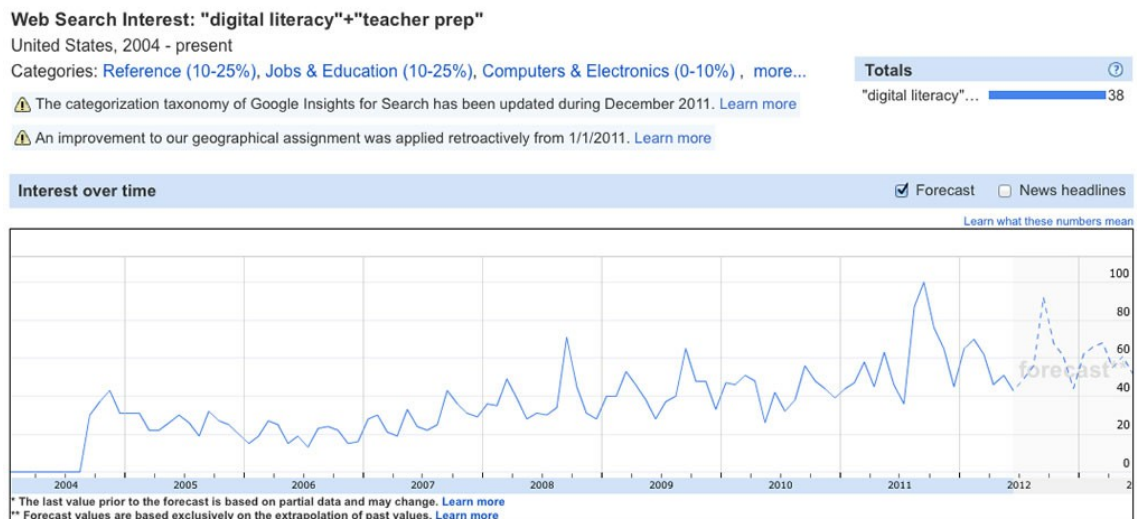 Web Search Interest: "digital literacy"+"teacher prep"
United States, 2004 - present
Categories: Reference (10-25%), Jobs & Education (10-25%), Computers & Electronics (0-10%) , more...
Totals ?
"digital literacy"... 38
The categorization taxonomy of Google Insights for Search has been updated during December 2011. Learn more
An improvement to our geographical assignment was applied retroactively from 1/1/2011. Learn more
Interest over time Forecast News headlines
Learn what these numbers mean
100
80
60
forecast**
40
20
0
2004 2005 2006 2007 2008 2009 2010 2011 2012 2
* The last value prior to the forecast is based on partial data and may change. Learn more
** Forecast values are based exclusively on the extrapolation of past values. Learn more